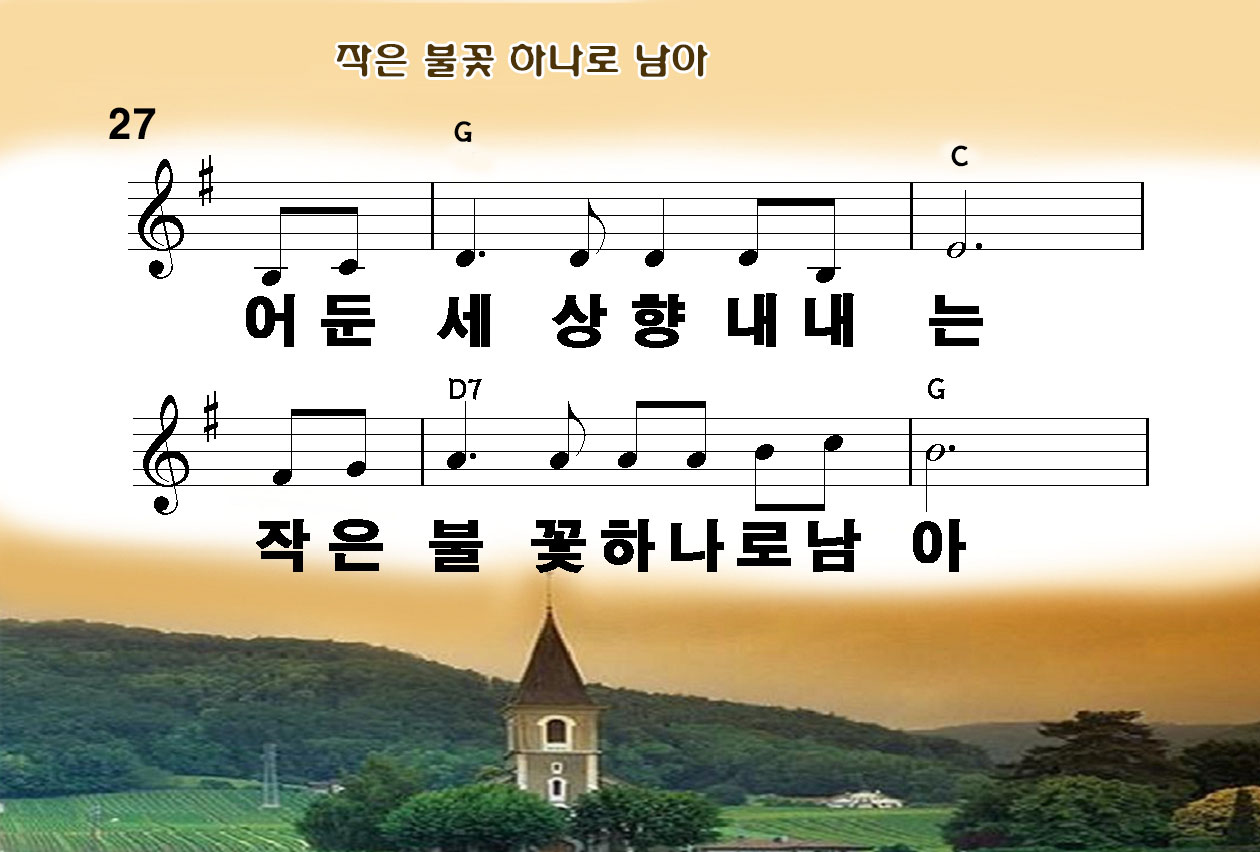 작은 불꽃 하나로 남아
27
G C
어둔 세 상향 내내 는
D7 G
작은 불 꽃하나로남 아